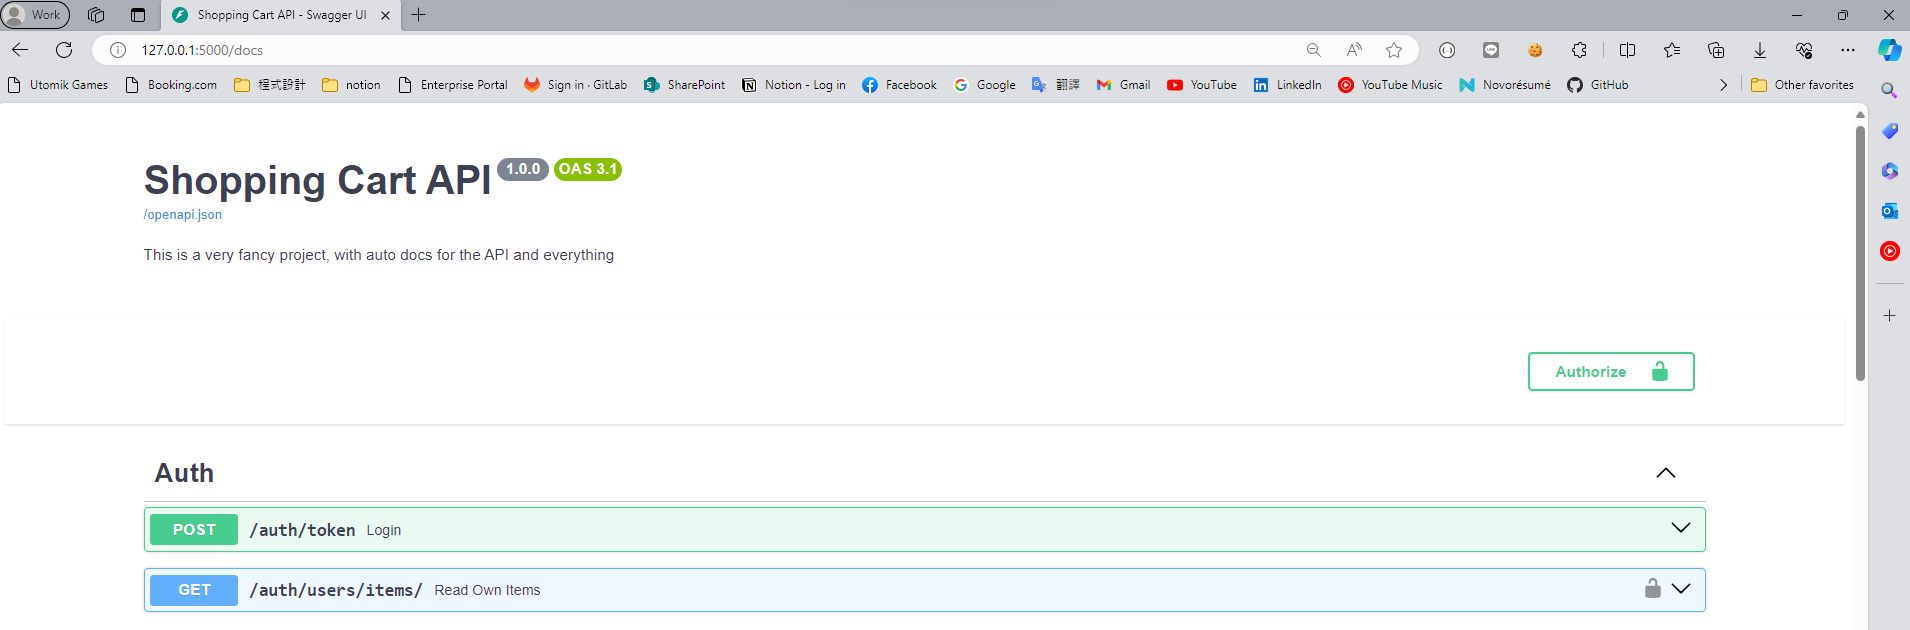 Work
Shopping Cart API - Swagger UI
127.0.0.1:5000/docs
Utomik Games
Booking.com
程式設計
notion
Enterprise Portal
Sign in · GitLab
SharePoint
Notion - Log in
Facebook
Google
翻譯
Gmail
YouTube
LinkedIn
YouTube Music
Novorésumé
GitHub
Other favorites
Shopping Cart API 1.0.0 OAS 3.1
/openapi.json
This is a very fancy project, with auto docs for the API and everything
Authorize
Auth
POST /auth/token Login
GET /auth/users/items/ Read Own Items